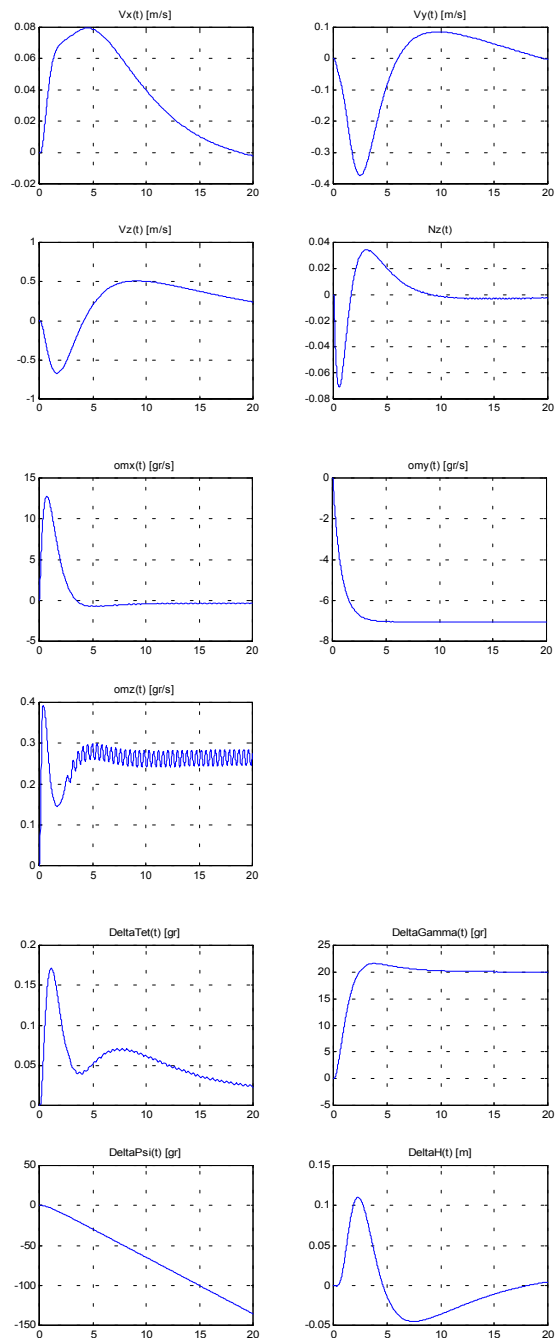 Vx(t) [m/s]
0.08
0.06
0.04
0.02
0
-0.02
0 5 10 15 20
Vy(t) [m/s]
0.1
0
-0.1
-0.2
-0.3
-0.4
0 5 10 15 20
Vz(t) [m/s]
1
0.5
0
-0.5
-1
0 5 10 15 20
Nz(t)
0.04
0.02
0
-0.02
-0.04
-0.06
-0.08
0 5 10 15 20
omx(t) [gr/s]
15
10
5
0
-5
0 5 10 15 20
omy(t) [gr/s]
0
-2
-4
-6
-8
0 5 10 15 20
omz(t) [gr/s]
0.4
0.3
0.2
0.1
0
0 5 10 15 20
DeltaTet(t) [gr]
0.2
0.15
0.1
0.05
0
0 5 10 15 20
DeltaGamma(t) [gr]
25
20
15
10
5
0
-5
0 5 10 15 20
DeltaPsi(t) [gr]
50
0
-50
-100
-150
0 5 10 15 20
DeltaH(t) [m]
0.15
0.1
0.05
0
-0.05
0 5 10 15 20